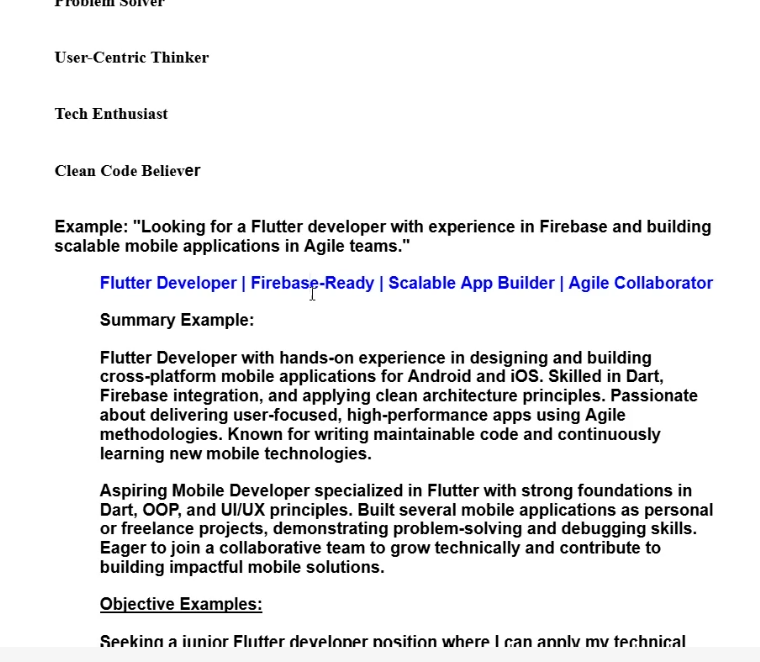 Problem Solver
User-Centric Thinker
Tech Enthusiast
Clean Code Believer
Example: "Looking for a Flutter developer with experience in Firebase and building
scalable mobile applications in Agile teams."
Flutter Developer | Firebase-Ready | Scalable App Builder | Agile Collaborator
Summary Example:
Flutter Developer with hands-on experience in designing and building
cross-platform mobile applications for Android and iOS. Skilled in Dart,
Firebase integration, and applying clean architecture principles. Passionate
about delivering user-focused, high-performance apps using Agile
methodologies. Known for writing maintainable code and continuously
learning new mobile technologies.
Aspiring Mobile Developer specialized in Flutter with strong foundations in
Dart, OOP, and UI/UX principles. Built several mobile applications as personal
or freelance projects, demonstrating problem-solving and debugging skills.
Eager to join a collaborative team to grow technically and contribute to
building impactful mobile solutions.
Objective Examples:
Seeking a junior Flutter developer position where I can apply my technical